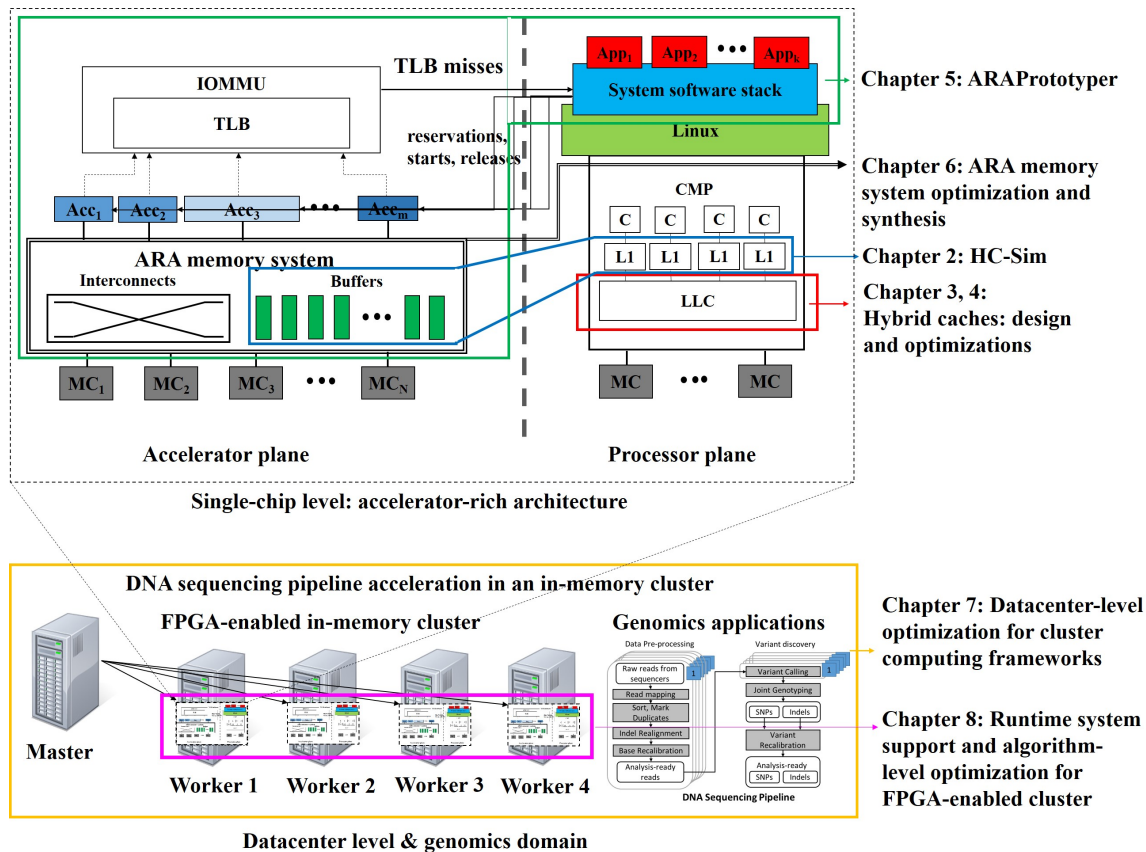 TLB misses
IOMMU
TLB
reservations,
starts, releases
App1 App2 ••• Appk
System software stack
Linux
CMP
C C C C
L1 L1 L1 L1
LLC
MC ••• MC
Acc1 Acc2 Acc3 ••• Accm
ARA memory system
Interconnects
Buffers
•••
MC1 MC2 MC3 ••• MCN
Accelerator plane
Processor plane
Single-chip level: accelerator-rich architecture
Chapter 5: ARAPrototyper
Chapter 6: ARA memory
system optimization and
synthesis
Chapter 2: HC-Sim
Chapter 3, 4:
Hybrid caches: design
and optimizations
DNA sequencing pipeline acceleration in an in-memory cluster
FPGA-enabled in-memory cluster
Master
Worker 1 Worker 2 Worker 3 Worker 4
Genomics applications
Data Pre-processing
Raw reads from
sequencers
1
Read mapping
Sort, Mark
Duplicates
Indel Realignment
Base Recalibration
Analysis-ready
reads
Variant discovery
Variant Calling
1
Joint Genotyping
SNPs Indels
Variant
Recalibration
Analysis-ready
SNPs Indels
DNA Sequencing Pipeline
Datacenter level & genomics domain
Chapter 7: Datacenter-level
optimization for cluster
computing frameworks
Chapter 8: Runtime system
support and algorithm-
level optimization for
FPGA-enabled cluster